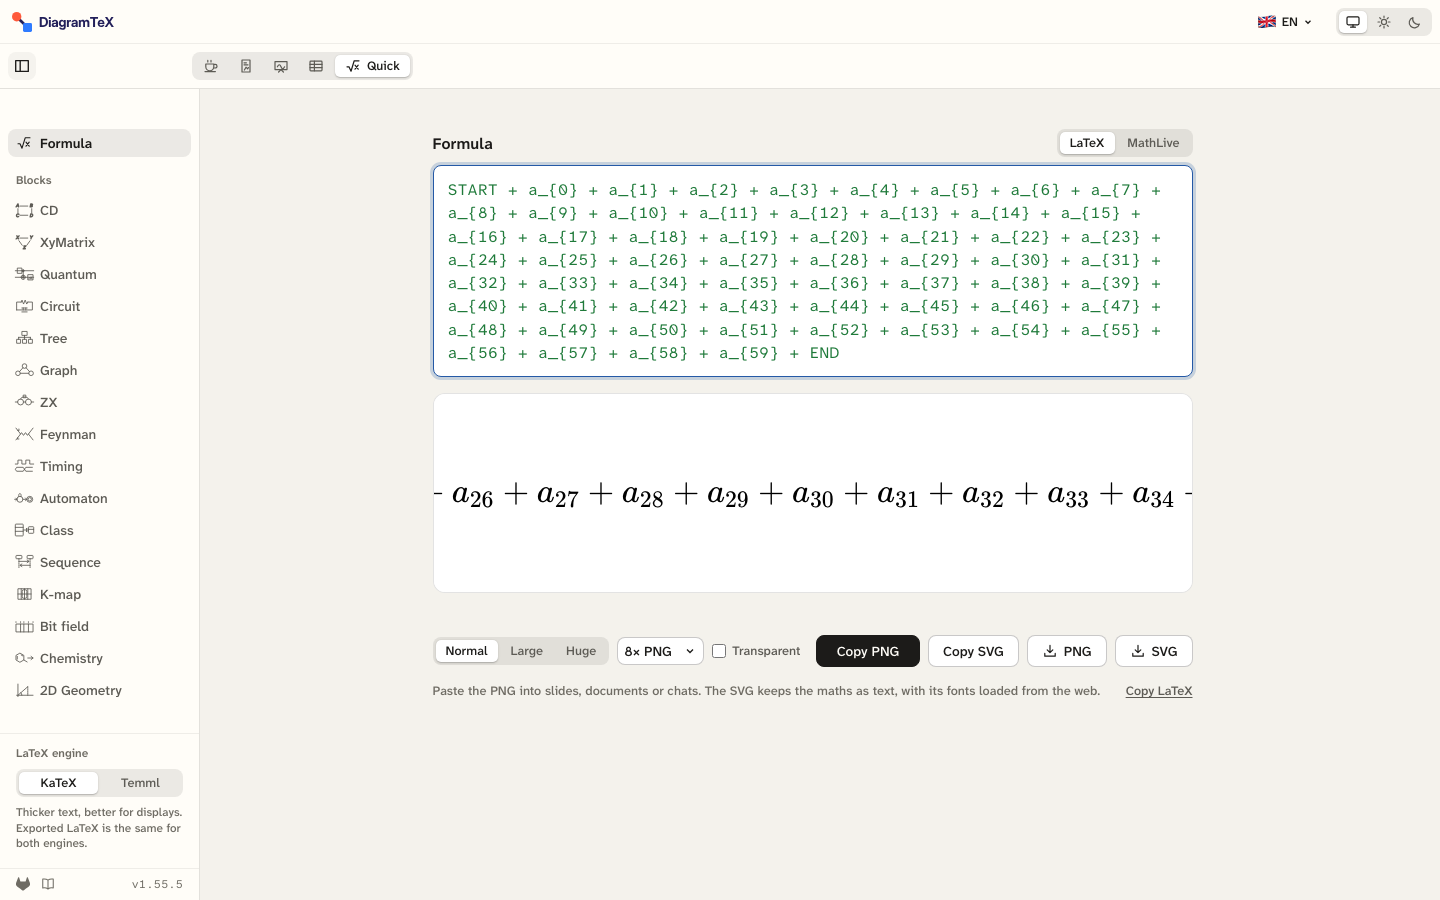 DiagramTeX
EN
Quick
Formula
Blocks
CD
XyMatrix
Quantum
Circuit
Tree
Graph
ZX
Feynman
Timing
Automaton
Class
Sequence
K-map
Bit field
Chemistry
2D Geometry
LaTeX engine
KaTeX Temml
Thicker text, better for displays.
Exported LaTeX is the same for
both engines.
v1.55.5
Formula
LaTeX MathLive
START + a_{0} + a_{1} + a_{2} + a_{3} + a_{4} + a_{5} + a_{6} + a_{7} +
a_{8} + a_{9} + a_{10} + a_{11} + a_{12} + a_{13} + a_{14} + a_{15} +
a_{16} + a_{17} + a_{18} + a_{19} + a_{20} + a_{21} + a_{22} + a_{23} +
a_{24} + a_{25} + a_{26} + a_{27} + a_{28} + a_{29} + a_{30} + a_{31} +
a_{32} + a_{33} + a_{34} + a_{35} + a_{36} + a_{37} + a_{38} + a_{39} +
a_{40} + a_{41} + a_{42} + a_{43} + a_{44} + a_{45} + a_{46} + a_{47} +
a_{48} + a_{49} + a_{50} + a_{51} + a_{52} + a_{53} + a_{54} + a_{55} +
a_{56} + a_{57} + a_{58} + a_{59} + END
+ a₂₆ + a₂₇ + a₂₈ + a₂₉ + a₃₀ + a₃₁ + a₃₂ + a₃₃ + a₃₄ +
Normal Large Huge 8× PNG Transparent Copy PNG Copy SVG PNG SVG
Paste the PNG into slides, documents or chats. The SVG keeps the maths as text, with its fonts loaded from the web. Copy LaTeX